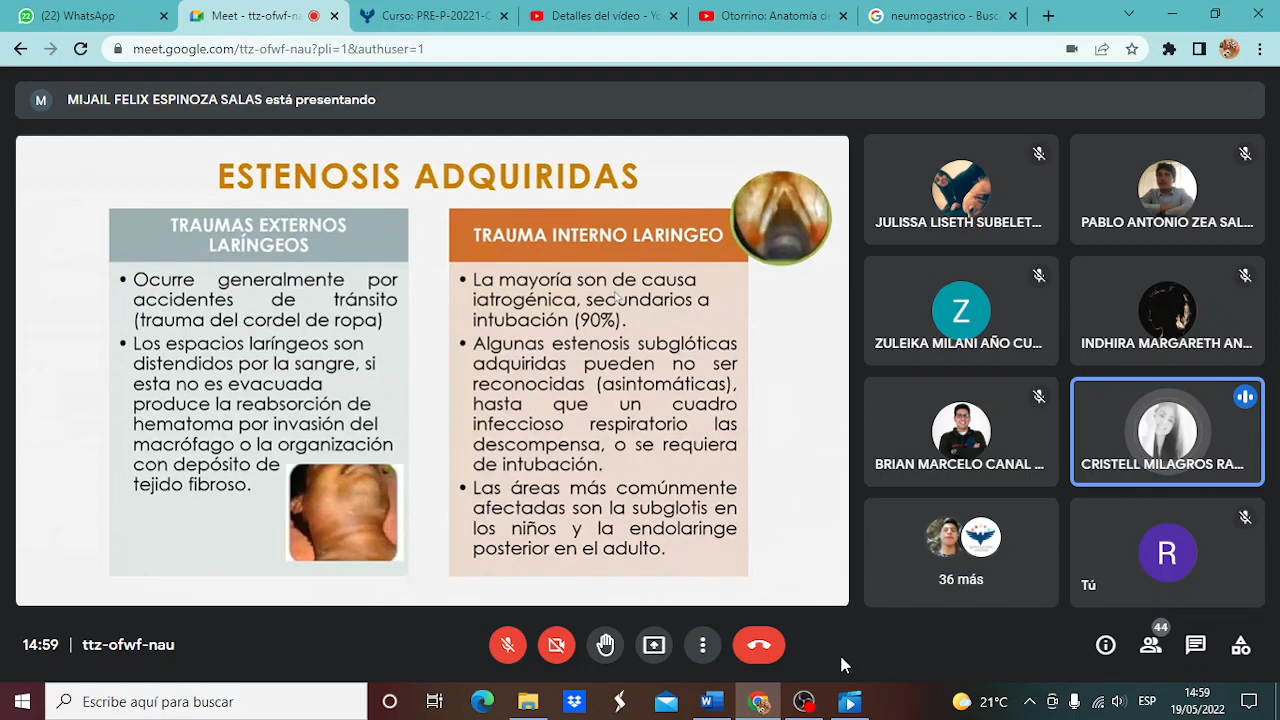 (22) WhatsApp
Meet - ttz-ofwf-na
Curso: PRE-P-20221-C
Detalles del vídeo - Yo
Otorrino: Anatomía de
neumogastrico - Busc
meet.google.com/ttz-ofwf-nau?pli=1&authuser=1
M MIJAIL FELIX ESPINOZA SALAS está presentando
ESTENOSIS ADQUIRIDAS
TRAUMAS EXTERNOS
LARÍNGEOS
• Ocurre generalmente por
accidentes de tránsito
(trauma del cordel de ropa)
• Los espacios laríngeos son
distendidos por la sangre, si
esta no es evacuada
produce la reabsorción de
hematoma por invasión del
macrófago o la organización
con depósito de
tejido fibroso.
TRAUMA INTERNO LARINGEO
• La mayoría son de causa
iatrogénica, secundarios a
intubación (90%).
• Algunas estenosis subglóticas
adquiridas pueden no ser
reconocidas (asintomáticas),
hasta que un cuadro
infeccioso respiratorio las
descompensa, o se requiera
de intubación.
• Las áreas más comúnmente
afectadas son la subglotis en
los niños y la endolaringe
posterior en el adulto.
JULISSA LISETH SUBELET...
PABLO ANTONIO ZEA SAL...
Z
ZULEIKA MILANI AÑO CU...
INDHIRA MARGARETH AN...
BRIAN MARCELO CANAL ...
CRISTELL MILAGROS RA...
36 más
R
Tú
14:59 | ttz-ofwf-nau
44
Escribe aquí para buscar
21°C
ESP
14:59
19/05/2022